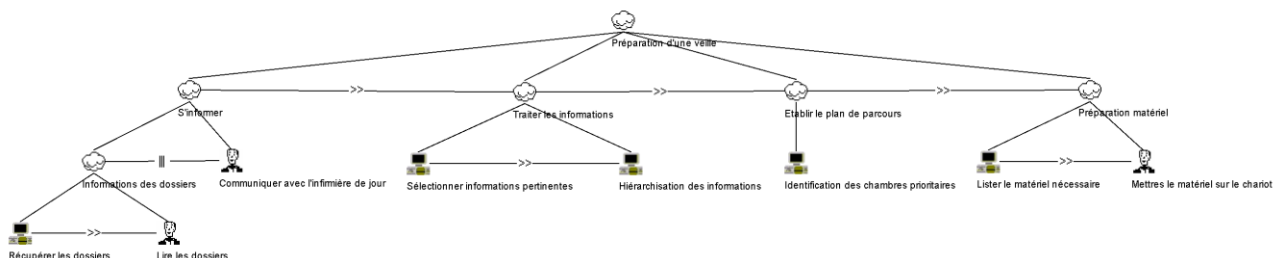 Préparation d'une veille
>> >> >>
S'informer
Traiter les informations
Etablir le plan de parcours
Préparation matériel
|||
>>
>>
Informations des dossiers
Communiquer avec l'infirmière de jour
Sélectionner informations pertinentes
Hiérarchisation des informations
Identification des chambres prioritaires
Lister le matériel nécessaire
Mettres le matériel sur le chariot
>>
Récupérer les dossiers
Lire les dossiers